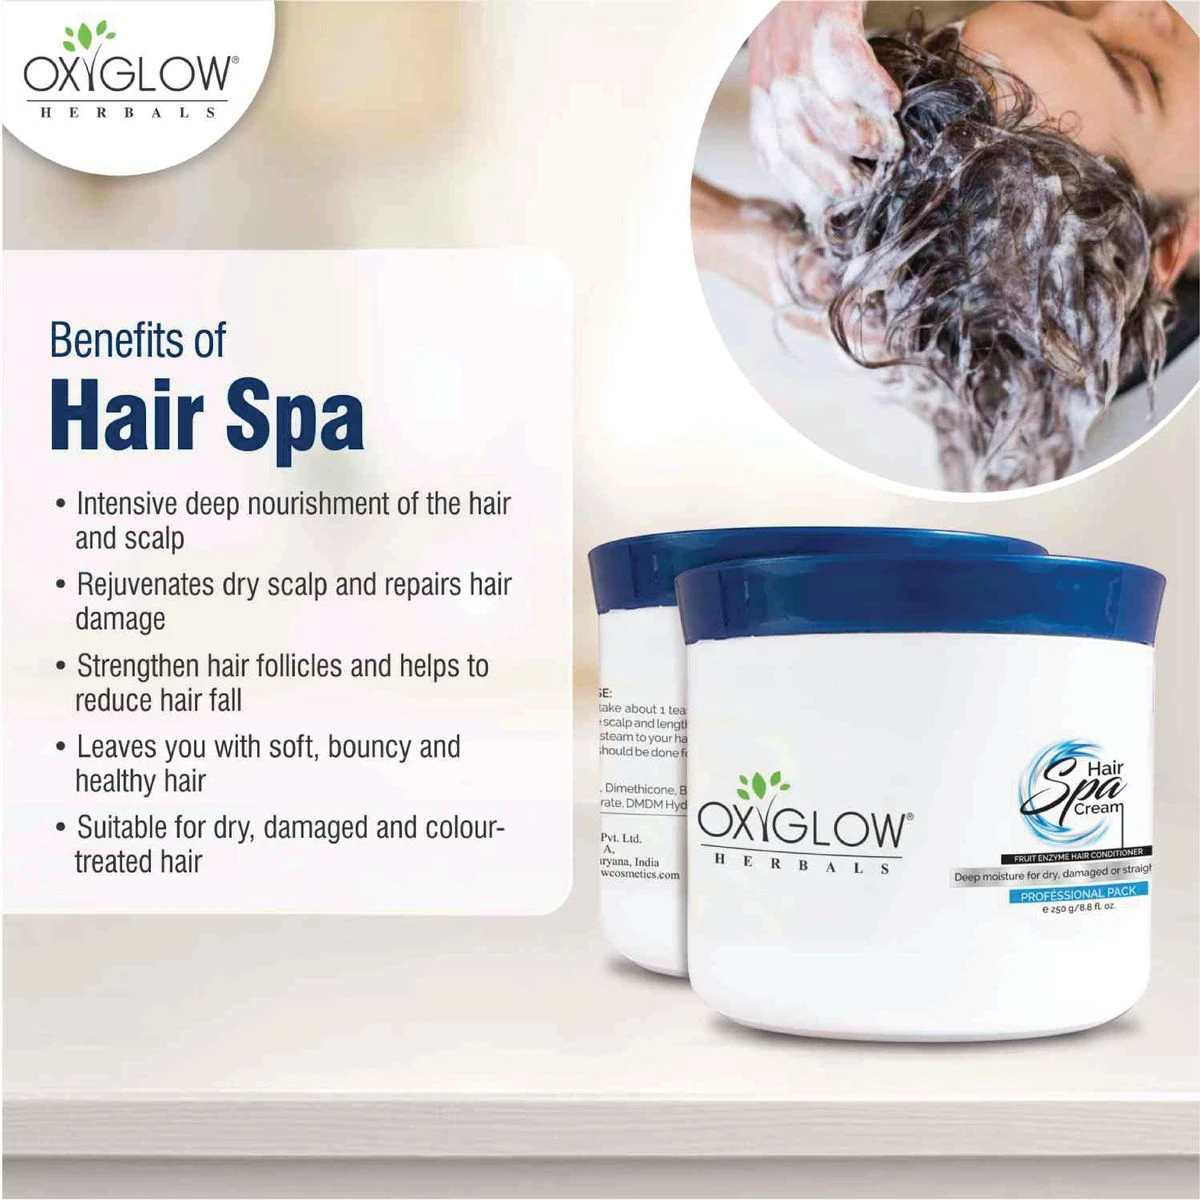 OXYGLOW®
HERBALS
Benefits of
Hair Spa
• Intensive deep nourishment of the hair
and scalp
• Rejuvenates dry scalp and repairs hair
damage
• Strengthen hair follicles and helps to
reduce hair fall
• Leaves you with soft, bouncy and
healthy hair
• Suitable for dry, damaged and colour-
treated hair
SE:
take about 1 tea
scalp and length
steam to your ha
should be done f
, Dimethicone, B
rate, DMDM Hyd
Pvt. Ltd.
A,
ryana, India
wcosmetics.com
OXYGLOW®
HERBALS
Hair
Spa
Cream
FRUIT ENZYME HAIR CONDITIONER
Deep moisture for dry, damaged or straigh
PROFESSIONAL PACK
e 250 g/8.8 fl. oz.